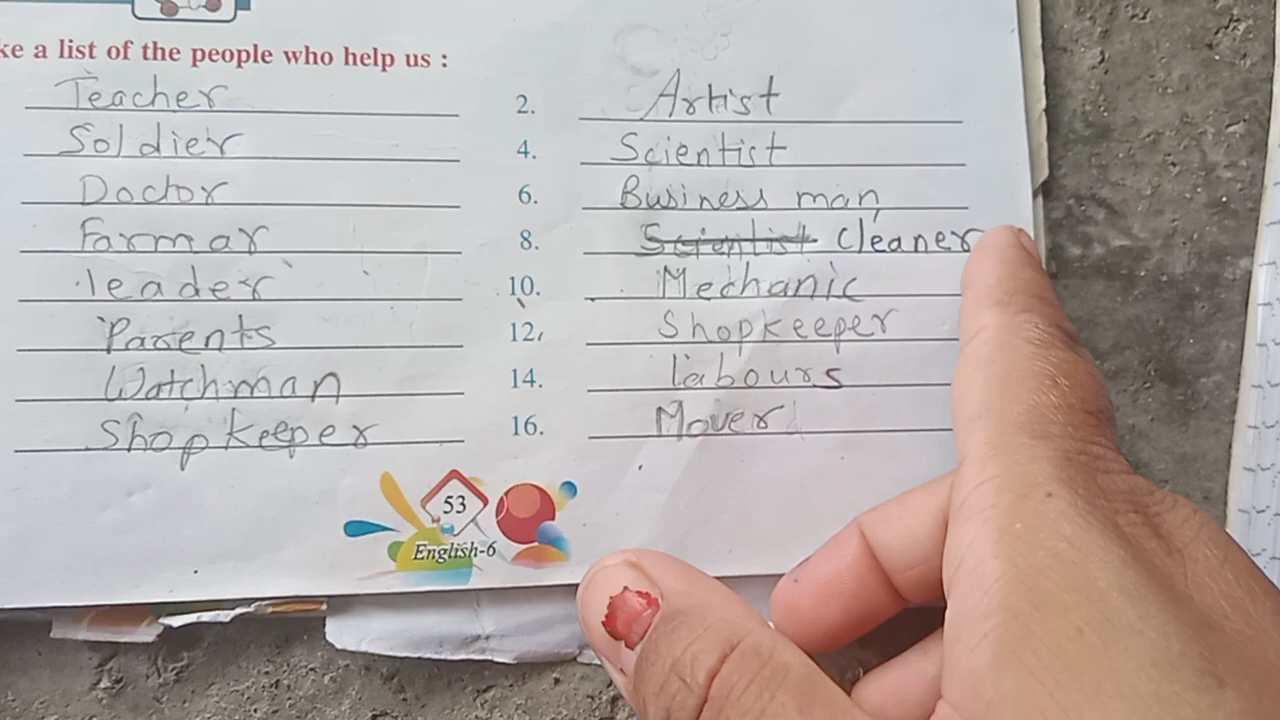 ke a list of the people who help us :
Teacher 2. Artist
Soldier 4. Scientist
Doctor 6. Business man
Farmar 8. Scientist Cleaner
leader 10. Mechanic
Parents 12. Shopkeeper
Watchman 14. labours
Shopkeeper 16. Mover
53
English-6